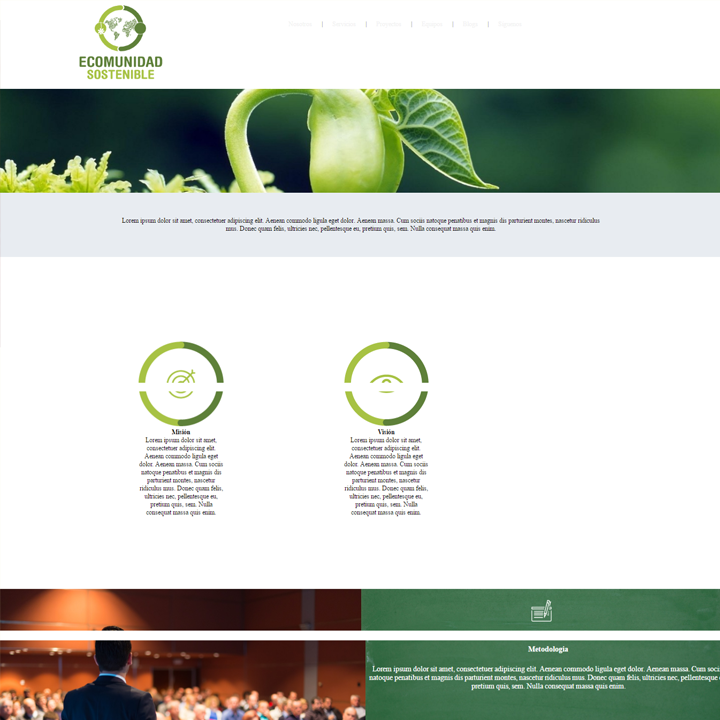 ECOMUNIDAD
SOSTENIBLE
Lorem ipsum dolor sit amet, consectetuer adipiscing elit. Aenean commodo ligula eget dolor. Aenean massa. Cum sociis natoque penatibus et magnis dis parturient montes, nascetur ridiculus
mus. Donec quam felis, ultricies nec, pellentesque eu, pretium quis, sem. Nulla consequat massa quis enim.
Misión
Lorem ipsum dolor sit amet,
consectetuer adipiscing elit.
Aenean commodo ligula eget
dolor. Aenean massa. Cum sociis
natoque penatibus et magnis dis
parturient montes, nascetur
ridiculus mus. Donec quam felis,
ultricies nec, pellentesque eu,
pretium quis, sem. Nulla
consequat massa quis enim.
Visión
Lorem ipsum dolor sit amet,
consectetuer adipiscing elit.
Aenean commodo ligula eget
dolor. Aenean massa. Cum sociis
natoque penatibus et magnis dis
parturient montes, nascetur
ridiculus mus. Donec quam felis,
ultricies nec, pellentesque eu,
pretium quis, sem. Nulla
consequat massa quis enim.
Metodología
Lorem ipsum dolor sit amet, consectetuer adipiscing elit. Aenean commodo ligula eget dolor. Aenean massa. Cum soci
natoque penatibus et magnis dis parturient montes, nascetur ridiculus mus. Donec quam felis, ultricies nec, pellentesque e
pretium quis, sem. Nulla consequat massa quis enim.